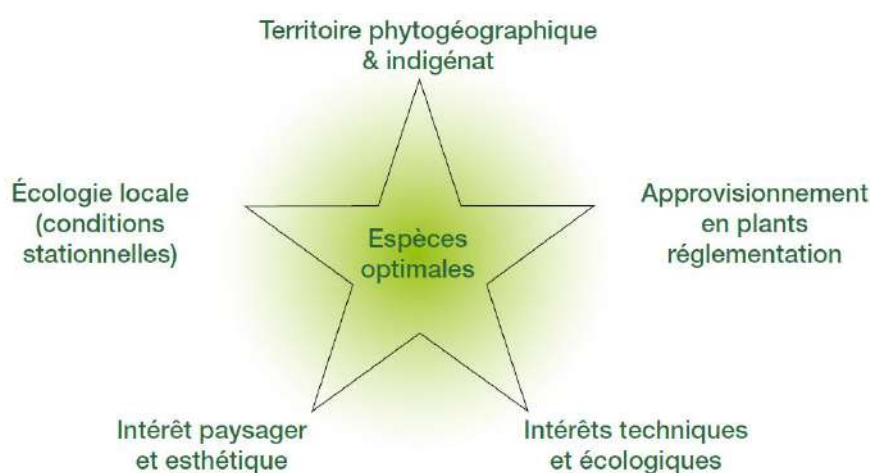 Territoire phytogéographique
& indigénat
Écologie locale
(conditions
stationnelles)
Approvisionnement
en plants
réglementation
Espèces
optimales
Intérêt paysager
et esthétique
Intérêts techniques
et écologiques